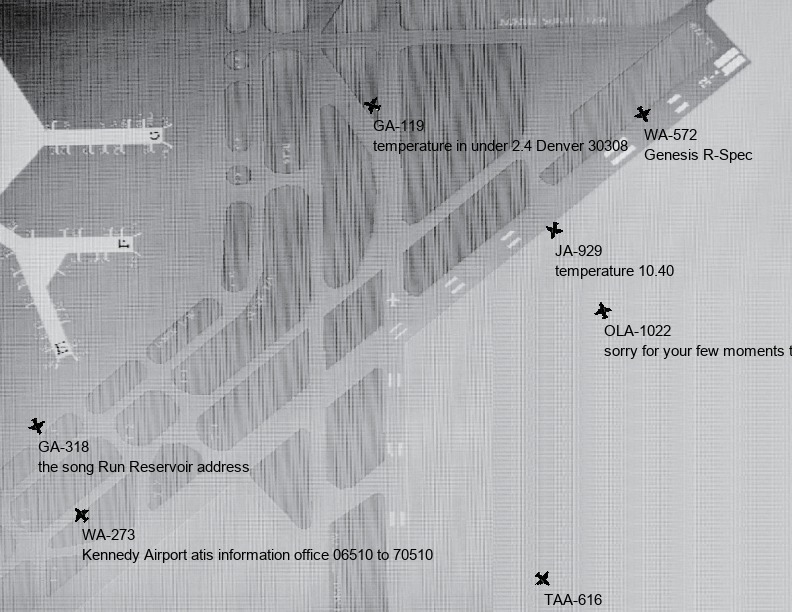 GA-119
temperature in under 2.4 Denver 30308
WA-572
Genesis R-Spec
JA-929
temperature 10.40
OLA-1022
sorry for your few moments t
GA-318
the song Run Reservoir address
WA-273
Kennedy Airport atis information office 06510 to 70510
TAA-616